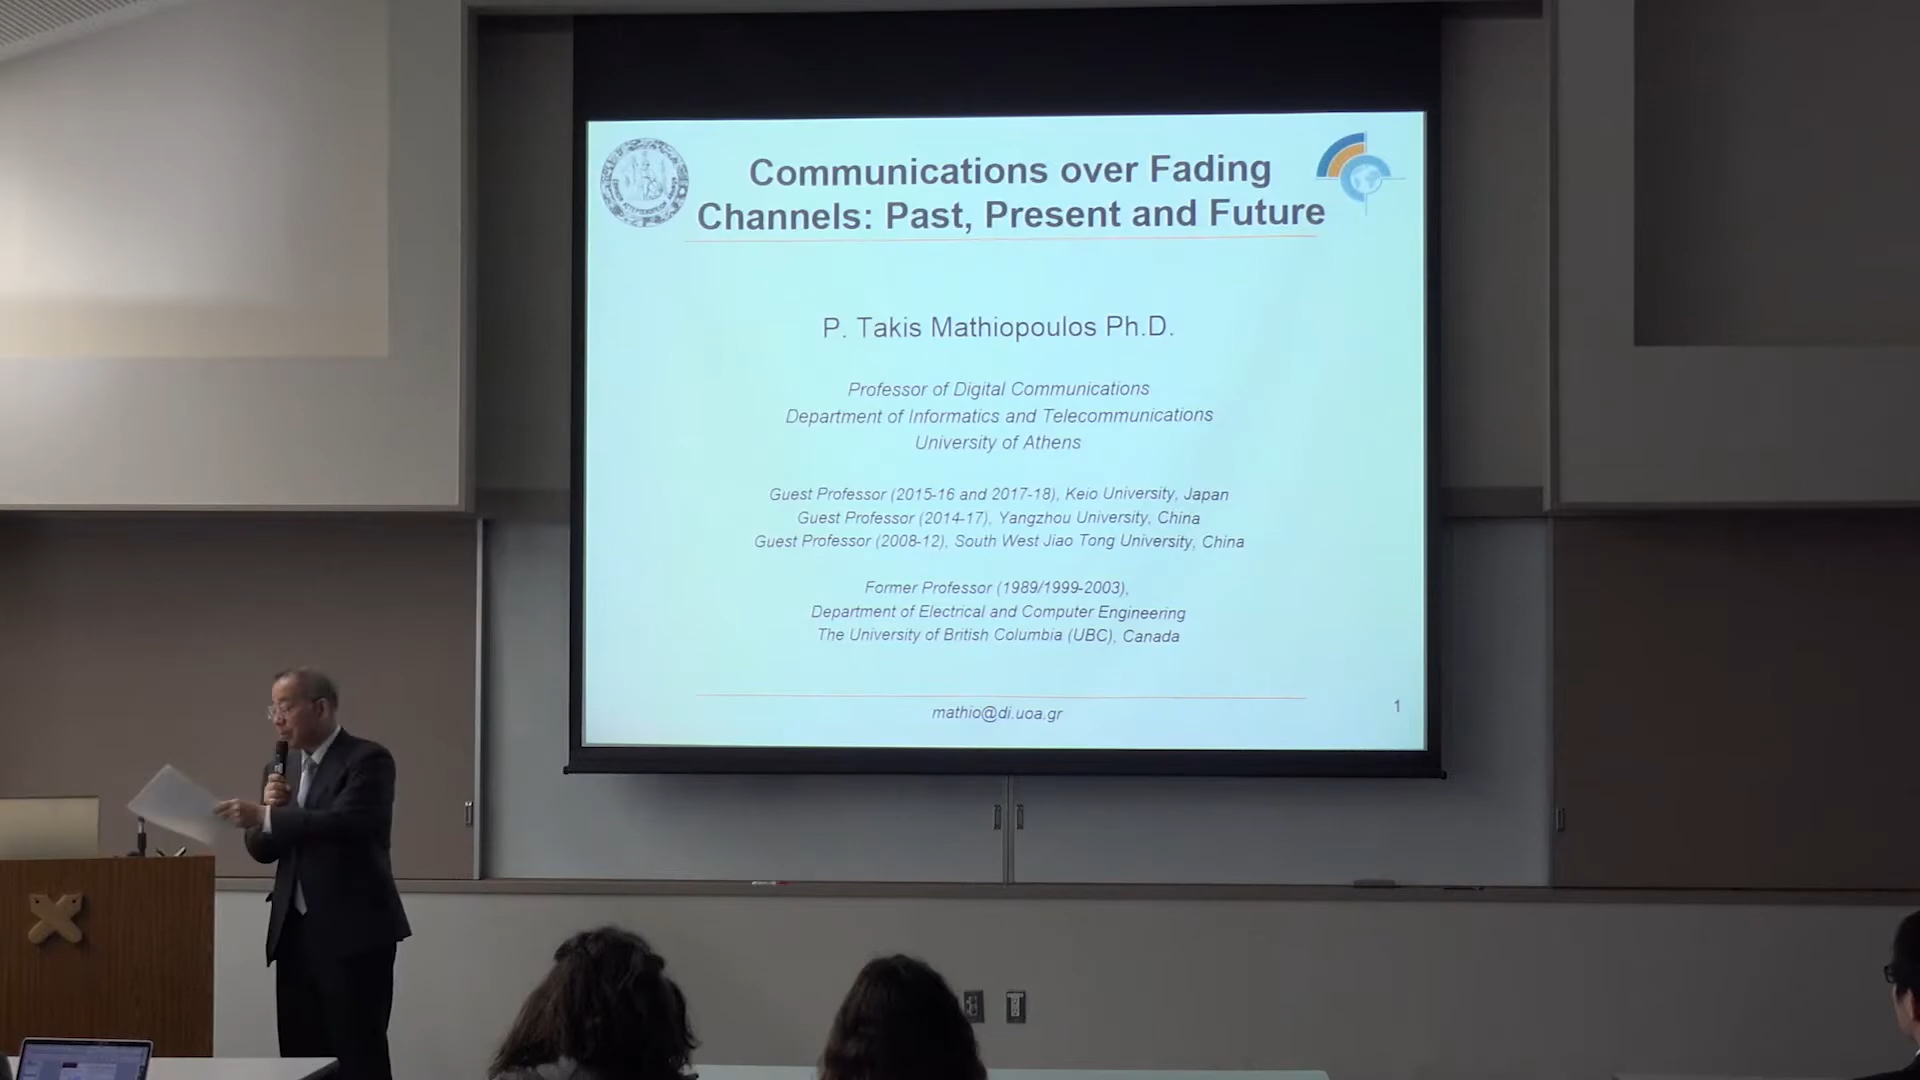 Communications over Fading
Channels: Past, Present and Future
P. Takis Mathiopoulos Ph.D.
Professor of Digital Communications
Department of Informatics and Telecommunications
University of Athens
Guest Professor (2015-16 and 2017-18), Keio University, Japan
Guest Professor (2014-17), Yangzhou University, China
Guest Professor (2008-12), South West Jiao Tong University, China
Former Professor (1989/1999-2003),
Department of Electrical and Computer Engineering
The University of British Columbia (UBC), Canada
mathio@di.uoa.gr
1